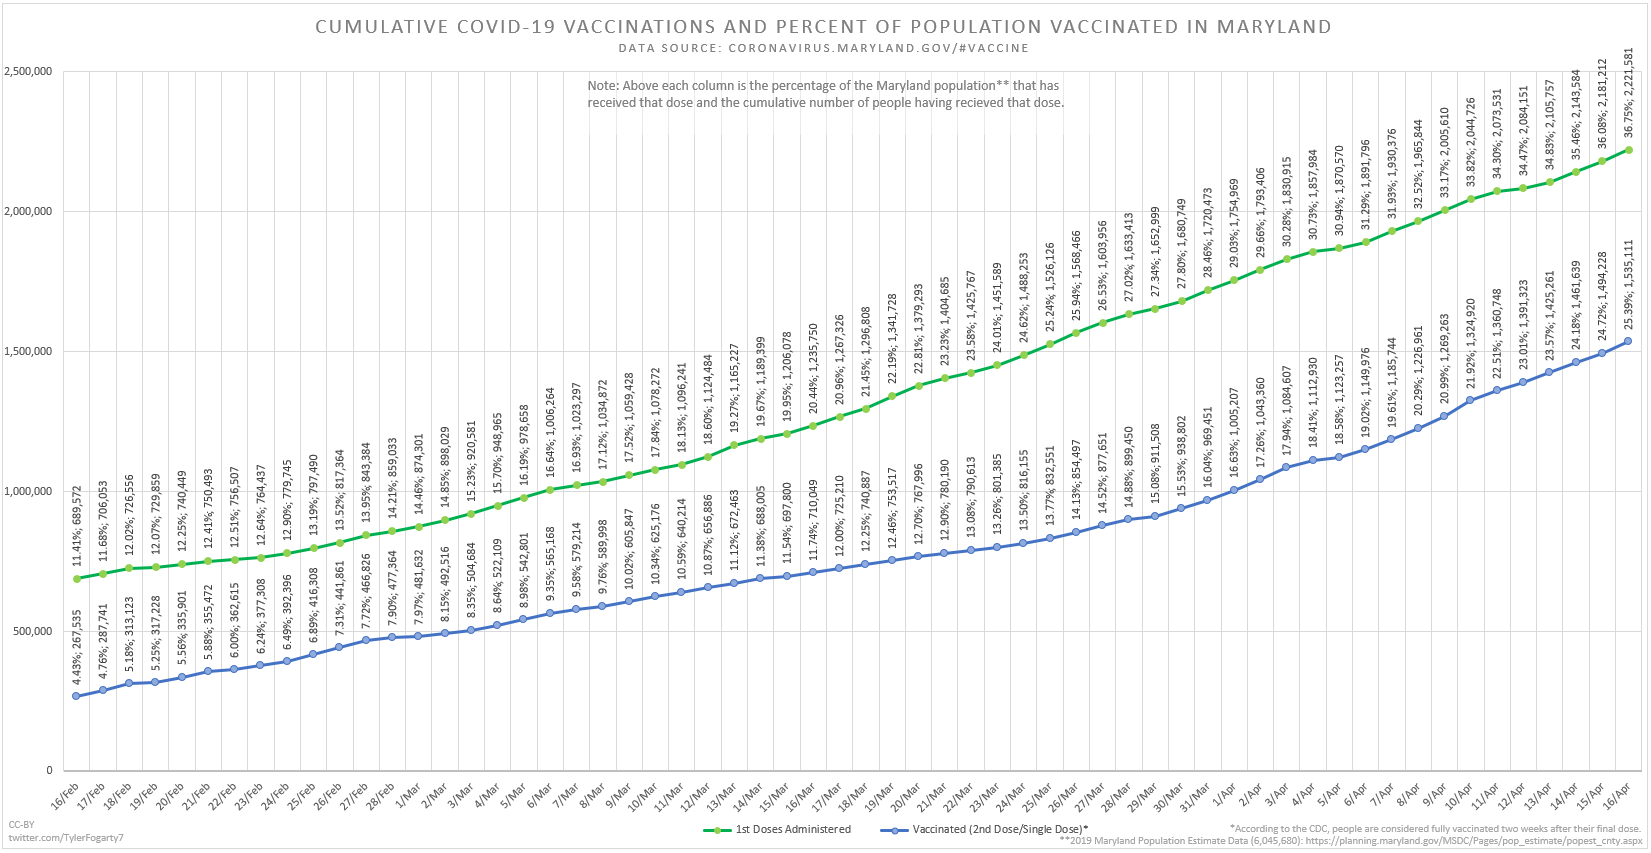 CUMULATIVE COVID-19 VACCINATIONS AND PERCENT OF POPULATION VACCINATED IN MARYLAND
DATA SOURCE: CORONAVIRUS.MARYLAND.GOV/#VACCINE
Note: Above each column is the percentage of the Maryland population** that has
received that dose and the cumulative number of people having recieved that dose.
2,500,000
2,000,000
1,500,000
1,000,000
500,000
0
11.41%; 689,572
11.68%; 706,053
12.02%; 726,556
12.07%; 729,859
12.25%; 740,449
12.41%; 750,493
12.51%; 756,507
12.64%; 764,437
12.90%; 779,745
13.19%; 797,490
13.52%; 817,364
13.95%; 843,384
14.21%; 859,033
14.46%; 874,301
14.85%; 898,029
15.23%; 920,581
15.70%; 948,965
16.19%; 978,658
16.64%; 1,006,264
16.93%; 1,023,297
17.12%; 1,034,872
17.52%; 1,059,428
17.84%; 1,078,272
18.13%; 1,096,241
18.60%; 1,124,484
19.27%; 1,165,227
19.67%; 1,189,399
19.95%; 1,206,078
20.44%; 1,235,750
20.96%; 1,267,326
21.45%; 1,296,808
22.19%; 1,341,728
22.81%; 1,379,293
23.23%; 1,404,685
23.58%; 1,425,767
24.01%; 1,451,589
24.62%; 1,488,253
25.24%; 1,526,126
25.94%; 1,568,466
26.53%; 1,603,956
27.02%; 1,633,413
27.34%; 1,652,999
27.80%; 1,680,749
28.46%; 1,720,473
29.03%; 1,754,969
29.66%; 1,793,406
30.28%; 1,830,915
30.73%; 1,857,984
30.94%; 1,870,570
31.29%; 1,891,796
31.93%; 1,930,376
32.52%; 1,965,844
33.17%; 2,005,610
33.82%; 2,044,726
34.30%; 2,073,531
34.47%; 2,084,151
34.83%; 2,105,757
35.46%; 2,143,584
36.08%; 2,181,212
36.75%; 2,221,581
4.43%; 267,535
4.76%; 287,741
5.18%; 313,123
5.25%; 317,228
5.56%; 335,901
5.88%; 355,472
6.00%; 362,615
6.24%; 377,308
6.49%; 392,396
6.89%; 416,308
7.31%; 441,861
7.72%; 466,826
7.90%; 477,364
7.97%; 481,632
8.15%; 492,516
8.35%; 504,684
8.64%; 522,109
8.98%; 542,801
9.35%; 565,168
9.58%; 579,214
9.76%; 589,998
10.02%; 605,847
10.34%; 625,176
10.59%; 640,214
10.87%; 656,886
11.12%; 672,463
11.38%; 688,005
11.54%; 697,800
11.74%; 710,049
12.00%; 725,210
12.25%; 740,887
12.46%; 753,517
12.70%; 767,996
12.90%; 780,190
13.08%; 790,613
13.26%; 801,385
13.50%; 816,155
13.77%; 832,551
14.13%; 854,497
14.52%; 877,651
14.88%; 899,450
15.08%; 911,508
15.53%; 938,802
16.04%; 969,451
16.63%; 1,005,207
17.26%; 1,043,360
17.94%; 1,084,607
18.41%; 1,112,930
18.58%; 1,123,257
19.02%; 1,149,976
19.61%; 1,185,744
20.29%; 1,226,961
20.99%; 1,269,263
21.92%; 1,324,920
22.51%; 1,360,748
23.01%; 1,391,323
23.57%; 1,425,261
24.18%; 1,461,639
24.72%; 1,494,228
25.39%; 1,535,111
16/Feb
17/Feb
18/Feb
19/Feb
20/Feb
21/Feb
22/Feb
23/Feb
24/Feb
25/Feb
26/Feb
27/Feb
28/Feb
1/Mar
2/Mar
3/Mar
4/Mar
5/Mar
6/Mar
7/Mar
8/Mar
9/Mar
10/Mar
11/Mar
12/Mar
13/Mar
14/Mar
15/Mar
16/Mar
17/Mar
18/Mar
19/Mar
20/Mar
21/Mar
22/Mar
23/Mar
24/Mar
25/Mar
26/Mar
27/Mar
28/Mar
29/Mar
30/Mar
31/Mar
1/Apr
2/Apr
3/Apr
4/Apr
5/Apr
6/Apr
7/Apr
8/Apr
9/Apr
10/Apr
11/Apr
12/Apr
13/Apr
14/Apr
15/Apr
16/Apr
1st Doses Administered
Vaccinated (2nd Dose/Single Dose)*
CC-BY
twitter.com/TylerFogarty7
*According to the CDC, people are considered fully vaccinated two weeks after their final dose.
**2019 Maryland Population Estimate Data (6,045,680): https://planning.maryland.gov/MSDC/Pages/pop_estimate/popest_cnty.aspx